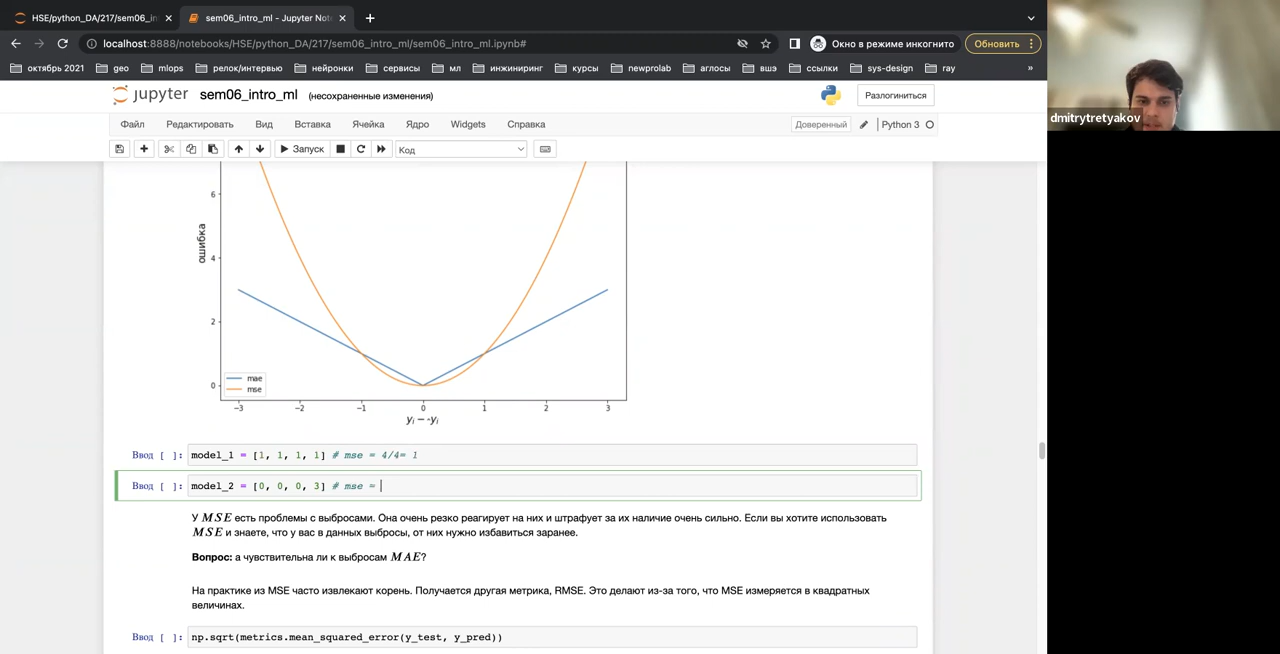 HSE/python_DA/217/sem06_in
sem06_intro_ml - Jupyter Not
localhost:8888/notebooks/HSE/python_DA/217/sem06_intro_ml/sem06_intro_ml.ipynb#
Окно в режиме инкогнито
Обновить
октябрь 2021
geo
mlops
релок/интервью
нейронки
сервисы
мл
инжиниринг
курсы
newprolab
аглосы
вшэ
ссылки
sys-design
ray
»
dmitrytretyakov
jupyter sem06_intro_ml (несохраненные изменения)
Разлогиниться
Файл Редактировать Вид Вставка Ячейка Ядро Widgets Справка
Доверенный
Python 3
Запуск
Код
6
4
2
0
ошибка
mae
mse
−3 −2 −1 0 1 2 3
yᵢ − -yᵢ
Ввод [ ]: model_1 = [1, 1, 1, 1] # mse = 4/4= 1
Ввод [ ]: model_2 = [0, 0, 0, 3] # mse =
У MSE есть проблемы с выбросами. Она очень резко реагирует на них и штрафует за их наличие очень сильно. Если вы хотите использовать
MSE и знаете, что у вас в данных выбросы, от них нужно избавиться заранее.
Вопрос: а чувствительна ли к выбросам MAE?
На практике из MSE часто извлекают корень. Получается другая метрика, RMSE. Это делают из-за того, что MSE измеряется в квадратных
величинах.
Ввод [ ]: np.sqrt(metrics.mean_squared_error(y_test, y_pred))